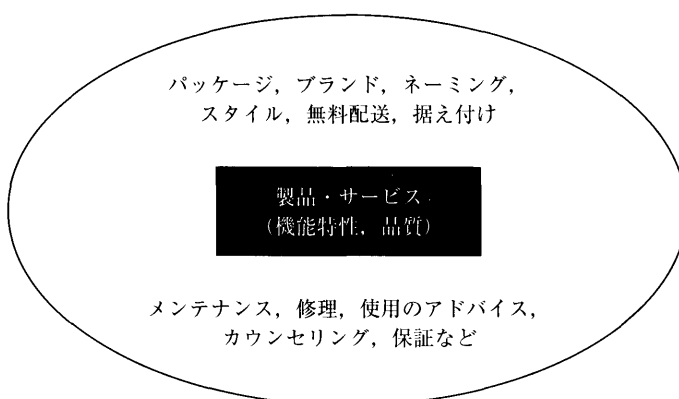 パッケージ，ブランド，ネーミング，
スタイル，無料配送，据え付け
製品・サービス
（機能特性，品質）
メンテナンス，修理，使用のアドバイス，
カウンセリング，保証など